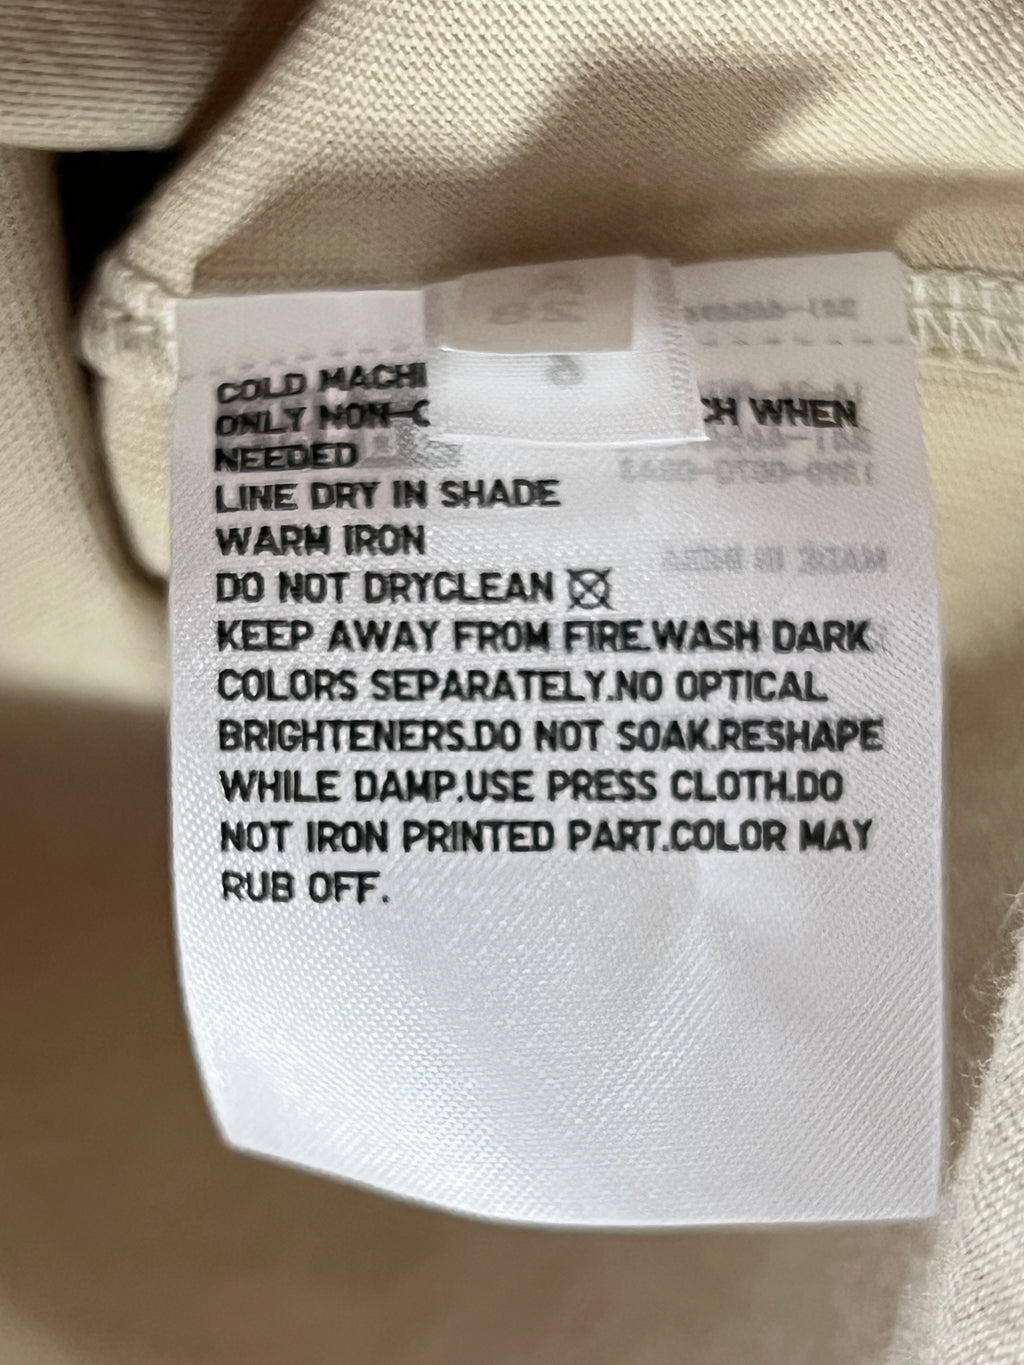 COLD MACHI
ONLY NON-C CH WHEN
NEEDED
LINE DRY IN SHADE
WARM IRON
DO NOT DRYCLEAN
KEEP AWAY FROM FIRE.WASH DARK
COLORS SEPARATELY.NO OPTICAL
BRIGHTENERS.DO NOT SOAK.RESHAPE
WHILE DAMP.USE PRESS CLOTH.DO
NOT IRON PRINTED PART.COLOR MAY
RUB OFF.